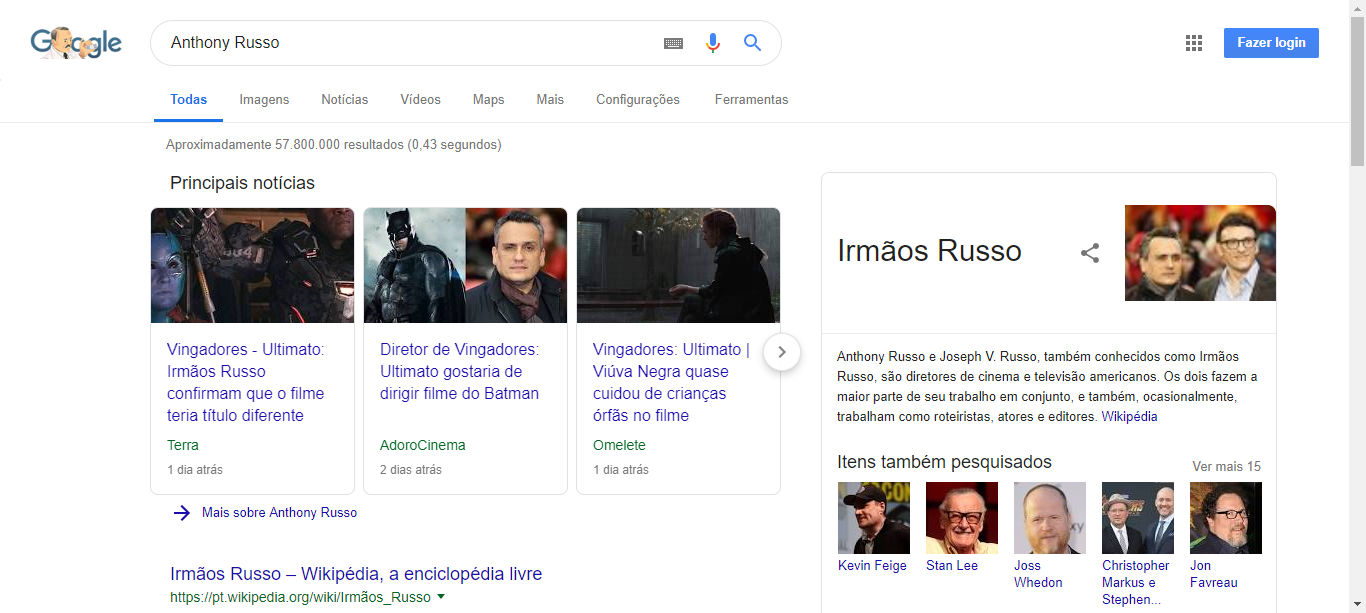 Google
Anthony Russo
Fazer login
Todas
Imagens
Notícias
Vídeos
Maps
Mais
Configurações
Ferramentas
Aproximadamente 57.800.000 resultados (0,43 segundos)
Principais notícias
Vingadores - Ultimato:
Irmãos Russo
confirmam que o filme
teria título diferente
Terra
1 dia atrás
Diretor de Vingadores:
Ultimato gostaria de
dirigir filme do Batman
AdoroCinema
2 dias atrás
Vingadores: Ultimato |
Viúva Negra quase
cuidou de crianças
órfãs no filme
Omelete
1 dia atrás
Mais sobre Anthony Russo
Irmãos Russo – Wikipédia, a enciclopédia livre
https://pt.wikipedia.org/wiki/Irmãos_Russo
Irmãos Russo
Anthony Russo e Joseph V. Russo, também conhecidos como Irmãos
Russo, são diretores de cinema e televisão americanos. Os dois fazem a
maior parte de seu trabalho em conjunto, e também, ocasionalmente,
trabalham como roteiristas, atores e editores. Wikipédia
Itens também pesquisados
Ver mais 15
Kevin Feige
Stan Lee
Joss
Whedon
Christopher
Markus e
Stephen...
Jon
Favreau